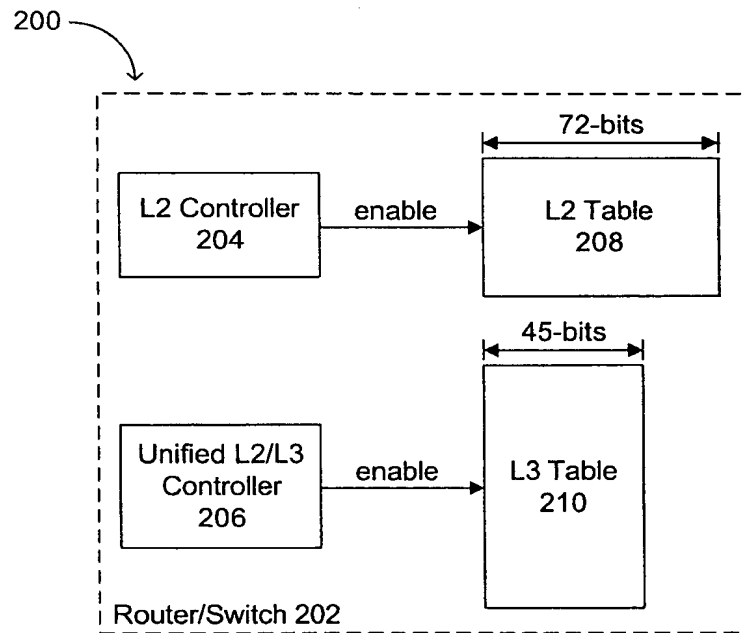 200
72-bits
L2 Controller
204
enable
L2 Table
208
45-bits
Unified L2/L3
Controller
206
enable
L3 Table
210
Router/Switch 202